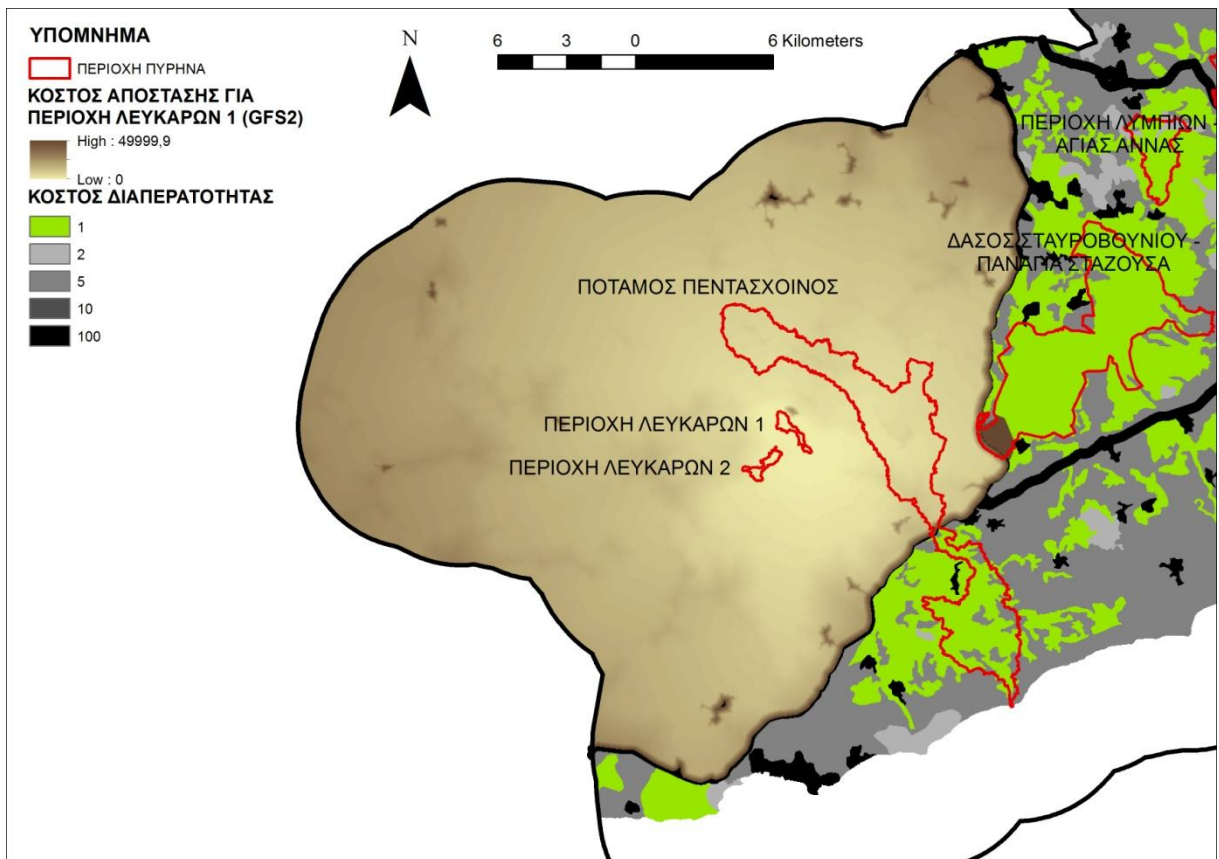 ΥΠΟΜΝΗΜΑ
ΠΕΡΙΟΧΗ ΠΥΡΗΝΑ
ΚΟΣΤΟΣ ΑΠΟΣΤΑΣΗΣ ΓΙΑ
ΠΕΡΙΟΧΗ ΛΕΥΚΑΡΩΝ 1 (GFS2)
High : 49999,9
Low : 0
ΚΟΣΤΟΣ ΔΙΑΠΕΡΑΤΟΤΗΤΑΣ
1
2
5
10
100
N
6 3 0 6 Kilometers
ΠΕΡΙΟΧΗ ΛΥΜΠΙΩΝ -
ΑΓΙΑΣ ΑΝΝΑΣ
ΔΑΣΟΣ ΣΤΑΥΡΟΒΟΥΝΙΟΥ -
ΠΑΝΑΓΙΑ ΣΤΑΖΟΥΣΑ
ΠΟΤΑΜΟΣ ΠΕΝΤΑΣΧΟΙΝΟΣ
ΠΕΡΙΟΧΗ ΛΕΥΚΑΡΩΝ 1
ΠΕΡΙΟΧΗ ΛΕΥΚΑΡΩΝ 2